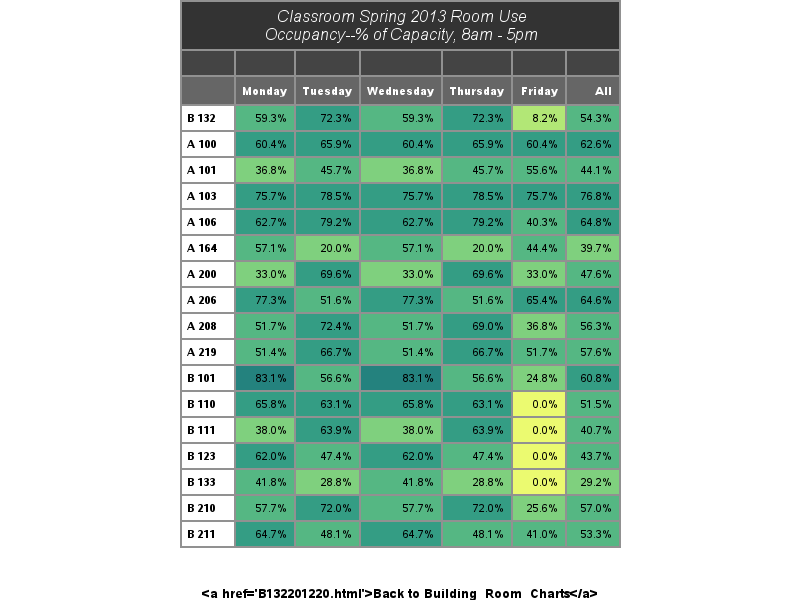 Classroom Spring 2013 Room Use
Occupancy--% of Capacity, 8am - 5pm
Monday Tuesday Wednesday Thursday Friday All
B 132 59.3% 72.3% 59.3% 72.3% 8.2% 54.3%
A 100 60.4% 65.9% 60.4% 65.9% 60.4% 62.6%
A 101 36.8% 45.7% 36.8% 45.7% 55.6% 44.1%
A 103 75.7% 78.5% 75.7% 78.5% 75.7% 76.8%
A 106 62.7% 79.2% 62.7% 79.2% 40.3% 64.8%
A 164 57.1% 20.0% 57.1% 20.0% 44.4% 39.7%
A 200 33.0% 69.6% 33.0% 69.6% 33.0% 47.6%
A 206 77.3% 51.6% 77.3% 51.6% 65.4% 64.6%
A 208 51.7% 72.4% 51.7% 69.0% 36.8% 56.3%
A 219 51.4% 66.7% 51.4% 66.7% 51.7% 57.6%
B 101 83.1% 56.6% 83.1% 56.6% 24.8% 60.8%
B 110 65.8% 63.1% 65.8% 63.1% 0.0% 51.5%
B 111 38.0% 63.9% 38.0% 63.9% 0.0% 40.7%
B 123 62.0% 47.4% 62.0% 47.4% 0.0% 43.7%
B 133 41.8% 28.8% 41.8% 28.8% 0.0% 29.2%
B 210 57.7% 72.0% 57.7% 72.0% 25.6% 57.0%
B 211 64.7% 48.1% 64.7% 48.1% 41.0% 53.3%
<a href='B132201220.html'>Back to Building_Room_Charts</a>